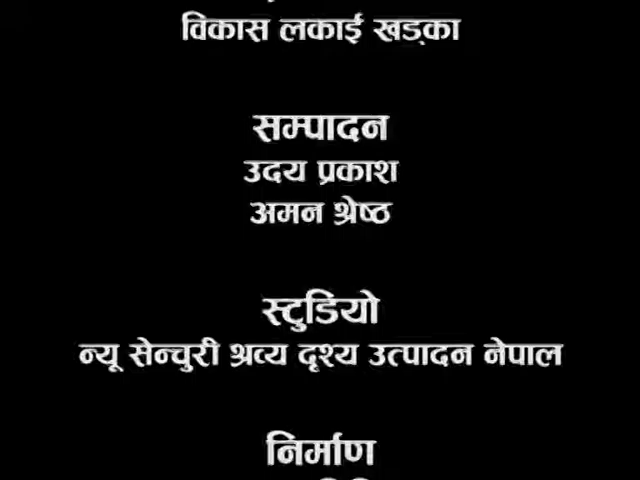 विकास लकाई खड्का
सम्पादन
उदय प्रकाश
अमन श्रेष्ठ
स्टुडियो
न्यू सेन्चुरी श्रव्य दृश्य उत्पादन नेपाल
निर्माण